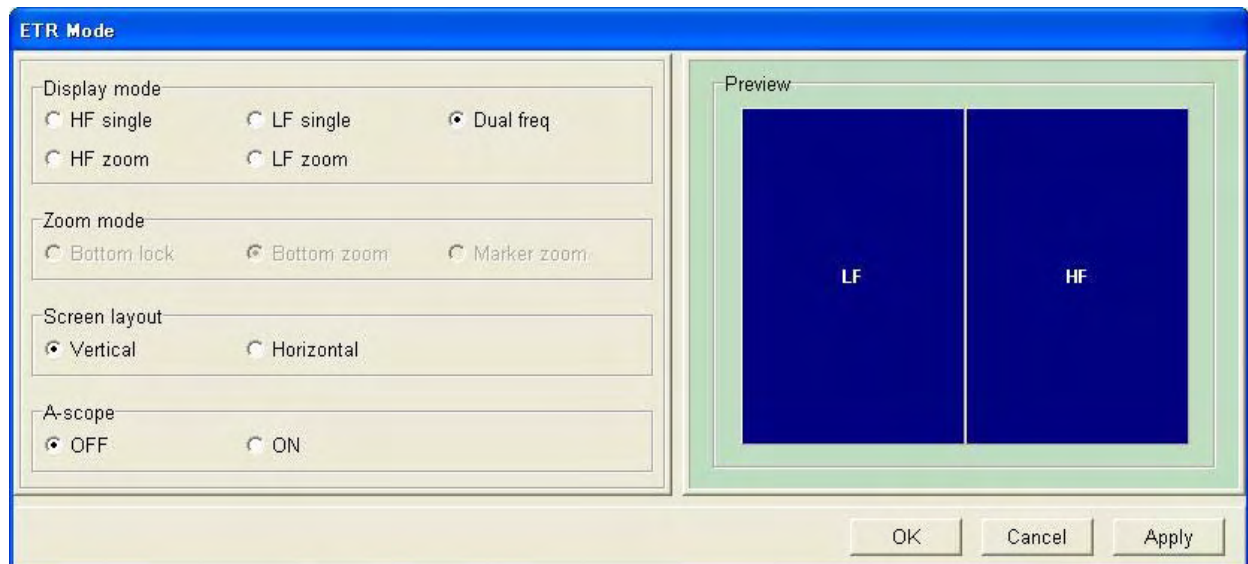 ETR Mode
Display mode
HF single LF single Dual freq
HF zoom LF zoom
Zoom mode
Bottom lock Bottom zoom Marker zoom
Screen layout
Vertical Horizontal
A-scope
OFF ON
Preview
LF HF
OK Cancel Apply